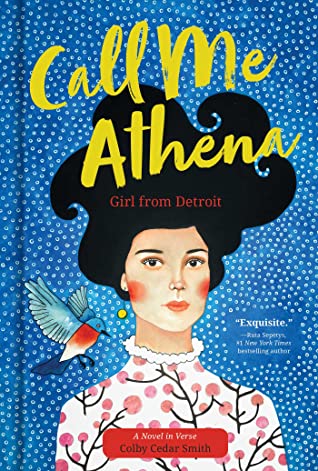 Call Me
Athena
Girl from Detroit
“Exquisite.”
—Ruta Sepetys,
#1 New York Times
bestselling author
A Novel in Verse
Colby Cedar Smith